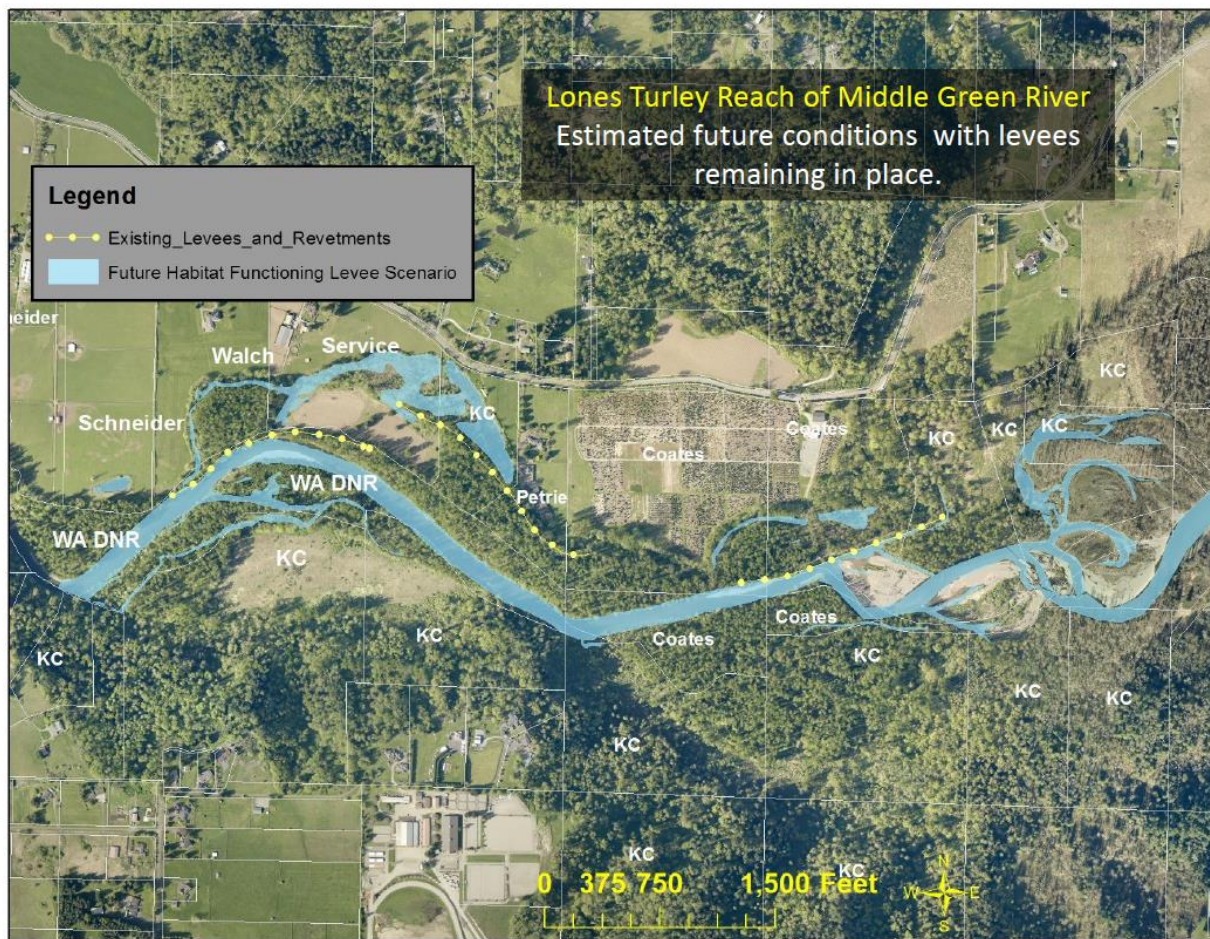 Lones Turley Reach of Middle Green River
Estimated future conditions with levees
remaining in place.
Legend
Existing_Levees_and_Revetments
Future Habitat Functioning Levee Scenario
neider
Walch
Service
Schneider
KC
KC
KC
KC
KC
KC
Coates
Coates
Petrie
WA DNR
WA DNR
KC
KC
KC
Coates
Coates
KC
KC
KC
KC
KC
KC
0 375 750 1,500 Feet
N
W
E
S